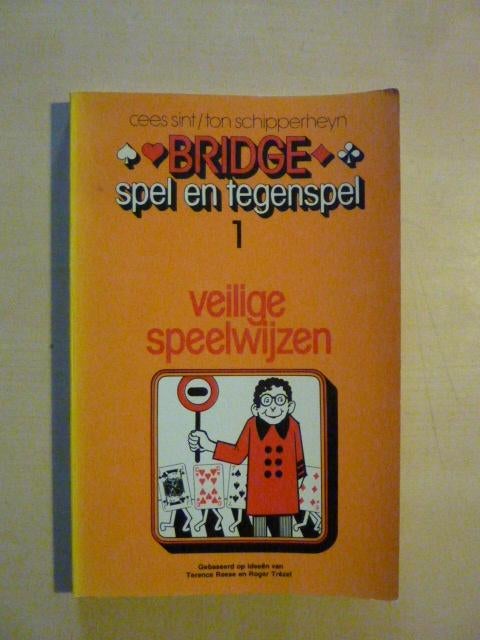 cees sint/ton schipperheyn
BRIDGE
spel en tegenspel
1
veilige
speelwijzen
Gebaseerd op ideeën van
Terence Reese en Roger Trézel